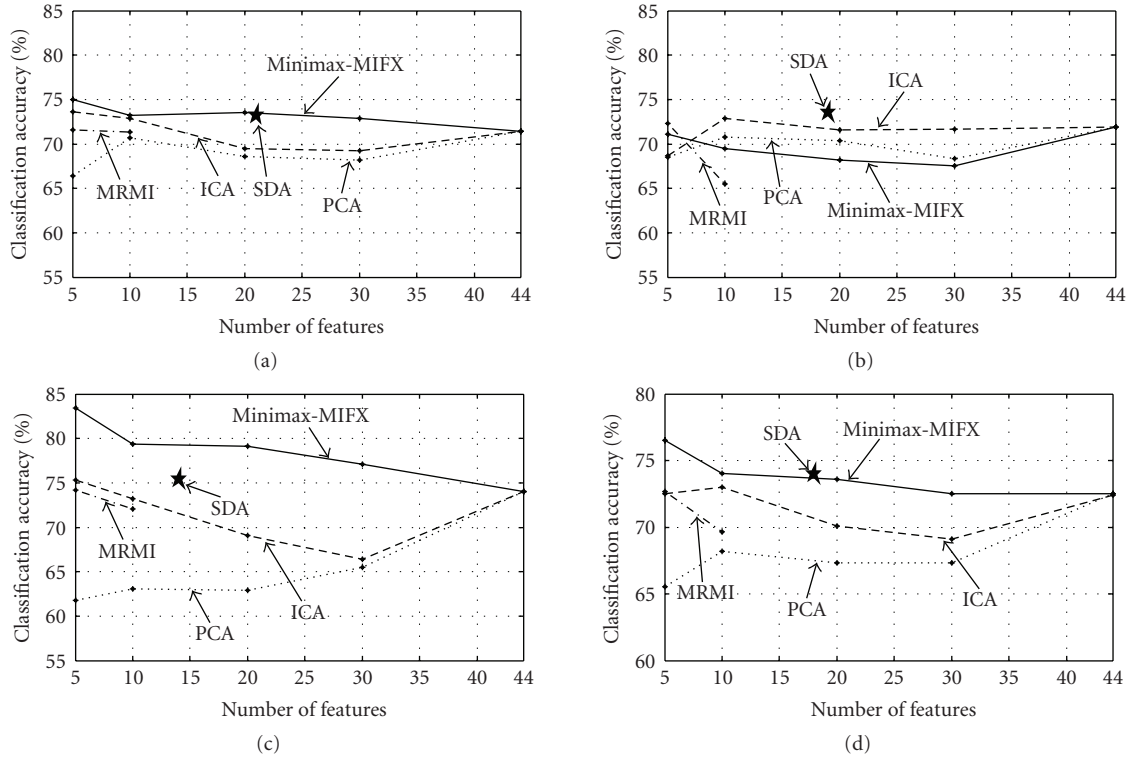 85
80
75
70
65
60
55
Classification accuracy (%)
Minimax-MIFX
MRMI
ICA
SDA
PCA
5 10 15 20 25 30 35 40 44
Number of features
(a)
85
80
75
70
65
60
55
Classification accuracy (%)
SDA
ICA
MRMI
PCA
Minimax-MIFX
5 10 15 20 25 30 35 40 44
Number of features
(b)
85
80
75
70
65
60
55
Classification accuracy (%)
Minimax-MIFX
SDA
MRMI
ICA
PCA
5 10 15 20 25 30 35 40 44
Number of features
(c)
80
75
70
65
60
Classification accuracy (%)
SDA
Minimax-MIFX
MRMI
PCA
ICA
5 10 15 20 25 30 35 40 44
Number of features
(d)